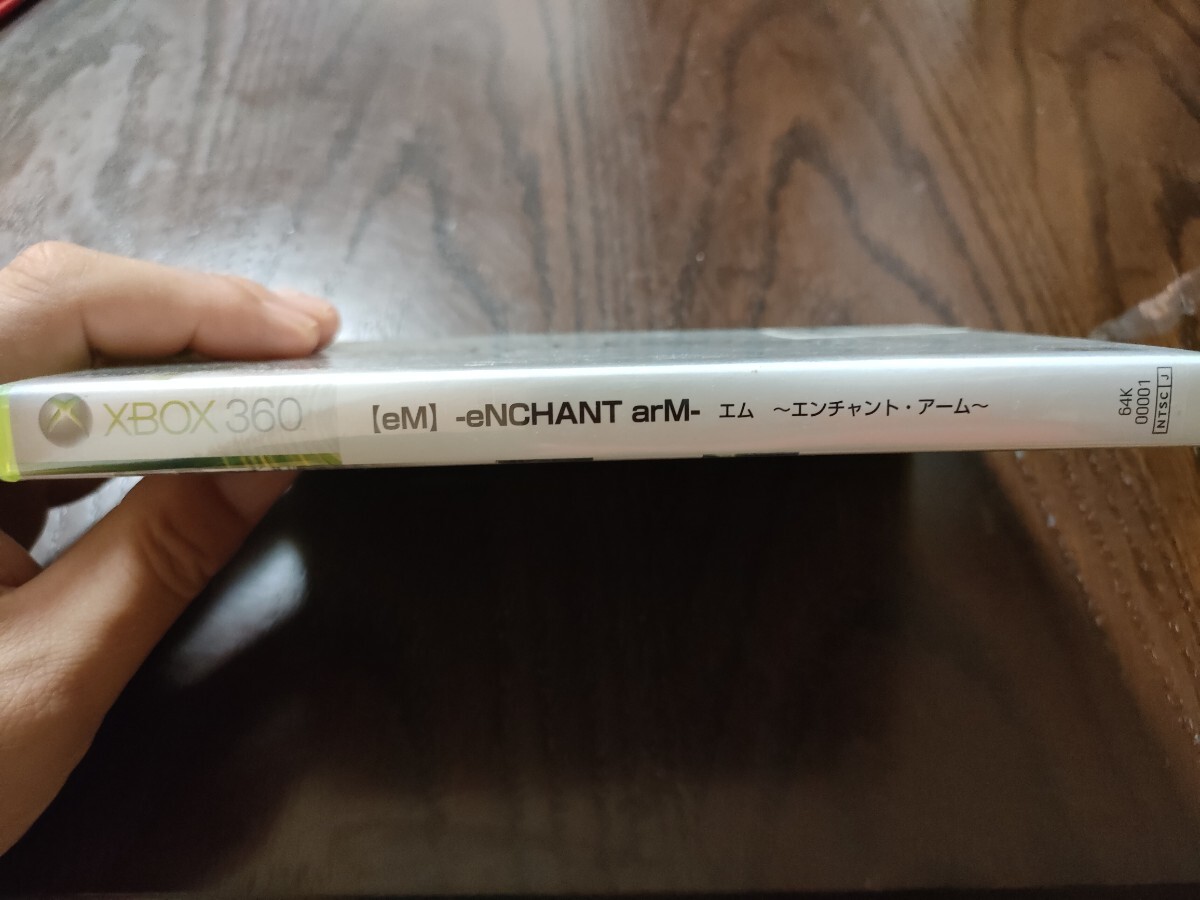 XBOX 360
【eM】 -eNCHANT arM- エム ～エンチャント・アーム～
64K
00001
NTSC J